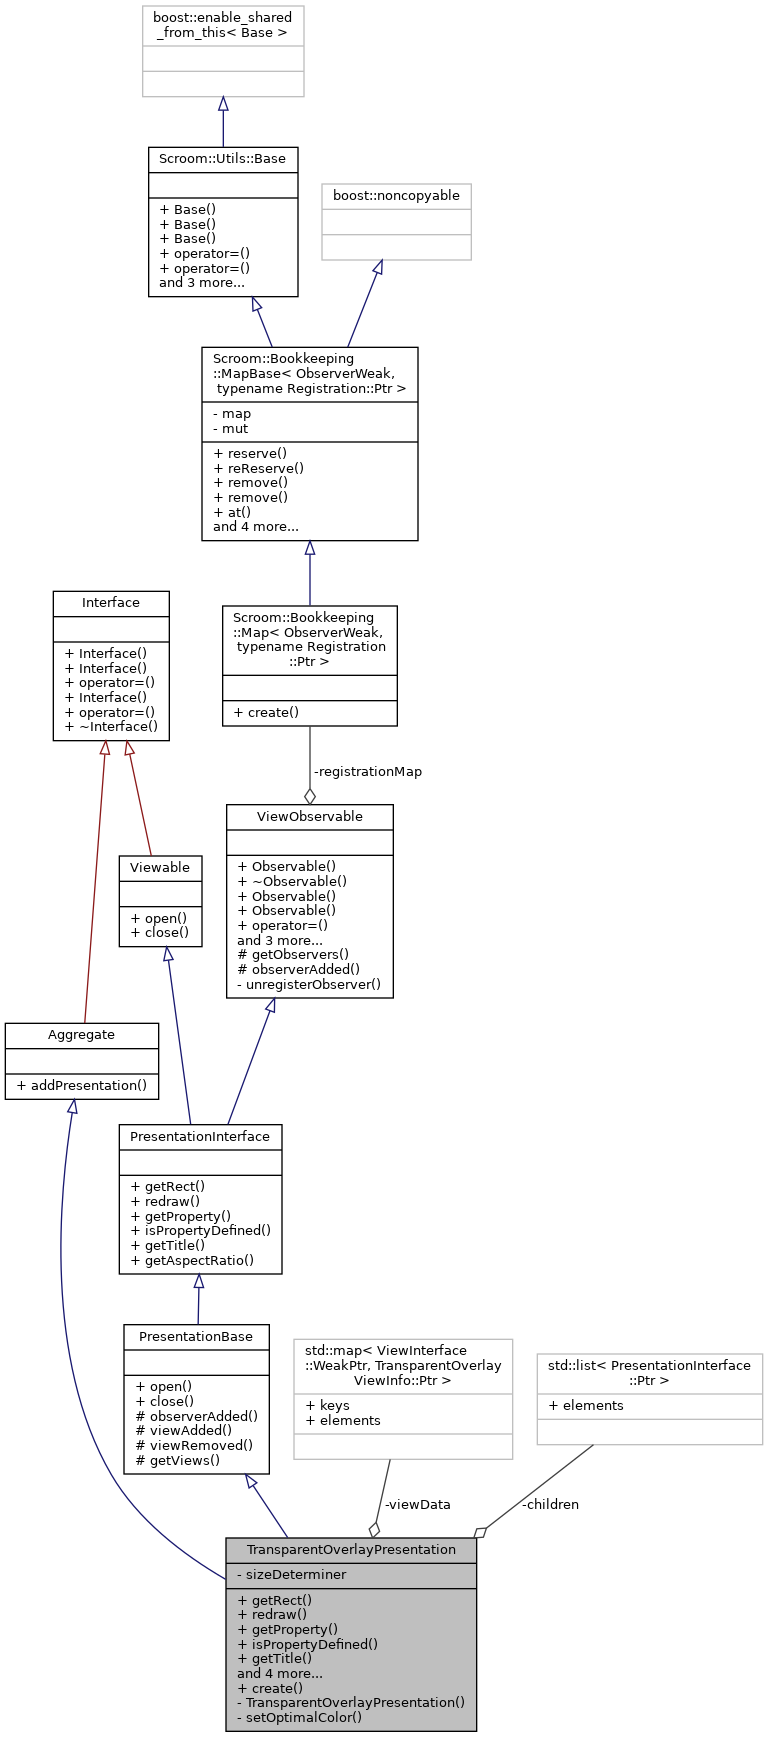 boost::enable_shared
_from_this< Base >
Scroom::Utils::Base
+ Base()
+ Base()
+ Base()
+ operator=()
+ operator=()
and 3 more...
boost::noncopyable
Scroom::Bookkeeping
::MapBase< ObserverWeak,
typename Registration::Ptr >
- map
- mut
+ reserve()
+ reReserve()
+ remove()
+ remove()
+ at()
and 4 more...
Interface
+ Interface()
+ Interface()
+ operator=()
+ Interface()
+ operator=()
+ ~Interface()
Scroom::Bookkeeping
::Map< ObserverWeak,
typename Registration
::Ptr >
+ create()
-registrationMap
ViewObservable
+ Observable()
+ ~Observable()
+ Observable()
+ Observable()
+ operator=()
and 3 more...
# getObservers()
# observerAdded()
- unregisterObserver()
Viewable
+ open()
+ close()
Aggregate
+ addPresentation()
PresentationInterface
+ getRect()
+ redraw()
+ getProperty()
+ isPropertyDefined()
+ getTitle()
+ getAspectRatio()
PresentationBase
+ open()
+ close()
# observerAdded()
# viewAdded()
# viewRemoved()
# getViews()
std::map< ViewInterface
::WeakPtr, TransparentOverlay
ViewInfo::Ptr >
+ keys
+ elements
std::list< PresentationInterface
::Ptr >
+ elements
-viewData
-children
TransparentOverlayPresentation
- sizeDeterminer
+ getRect()
+ redraw()
+ getProperty()
+ isPropertyDefined()
+ getTitle()
and 4 more...
+ create()
- TransparentOverlayPresentation()
- setOptimalColor()